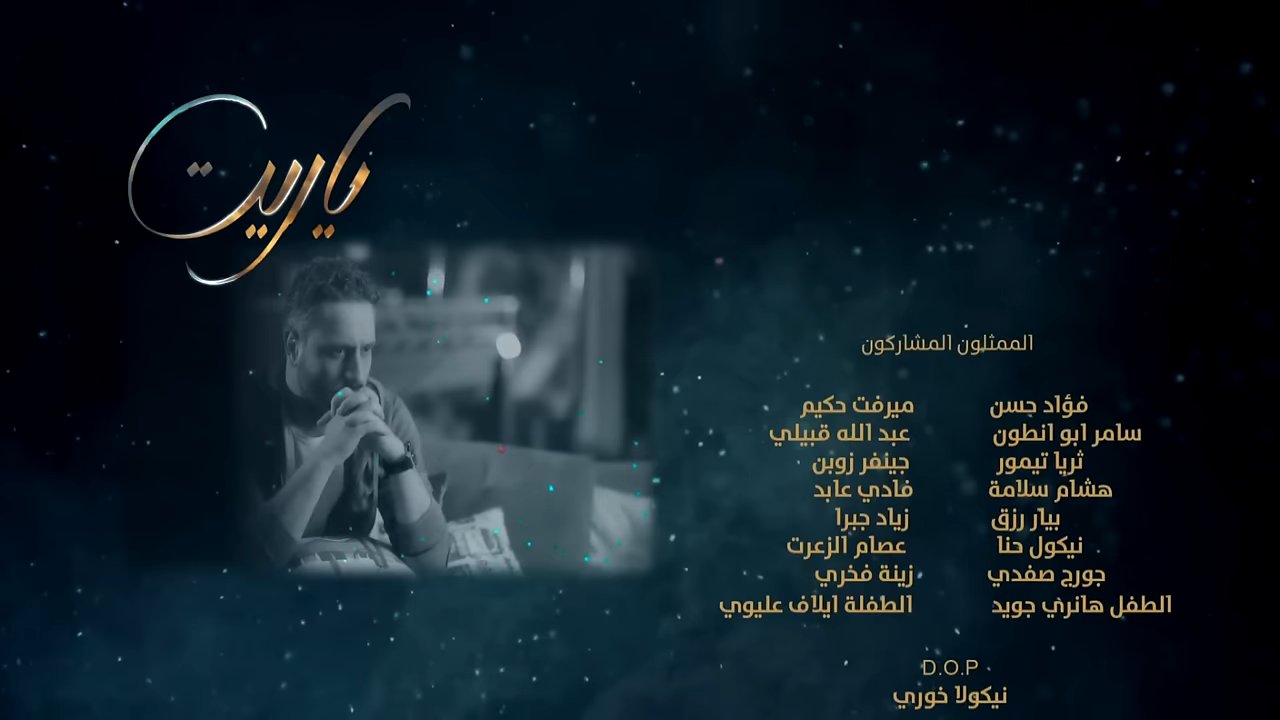 ياريت
الممثلون المشاركون
فؤاد حسن ميرفت حكيم
سامر ابو انطون عبد الله قبيلي
ثريا تيمور جينفر زوين
هشام سلامة فادي عابد
بيار رزق زياد جبرا
نيكول حنا عصام الزعرت
جورج صفدي زينة فخري
الطفل هانري جويد الطفلة ايلاف عليوي
D.O.P
نيكولا خوري